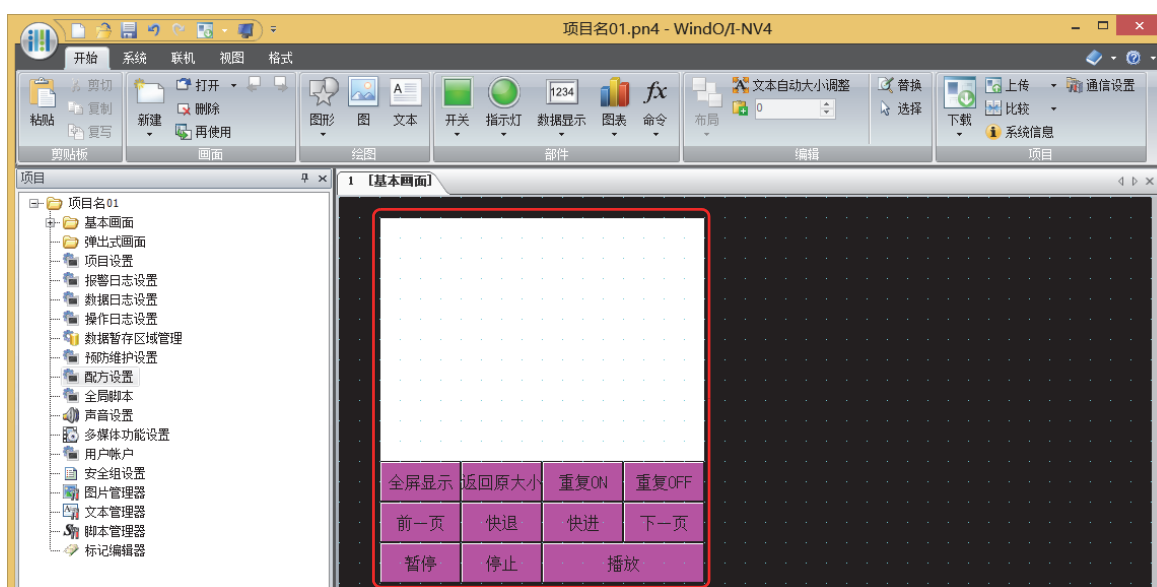 项目名01.pn4 - WindO/I-NV4
开始 系统 联机 视图 格式
粘贴 剪切 复制 复写
剪贴板
新建 打开 删除 再使用
画面
图形 图 A 文本
绘图
开关 指示灯 1234 数据显示 图表 fx 命令
部件
布局 文本自动大小调整 0 替换 选择
编辑
下载 上传 比较 系统信息 通信设置
项目
项目
1 [基本画面]
项目名01
基本画面
弹出式画面
项目设置
报警日志设置
数据日志设置
操作日志设置
数据暂存区域管理
预防维护设置
配方设置
全局脚本
声音设置
多媒体功能设置
用户帐户
安全组设置
图片管理器
文本管理器
脚本管理器
标记编辑器
全屏显示 返回原大小 重复ON 重复OFF
前一页 快退 快进 下一页
暂停 停止 播放